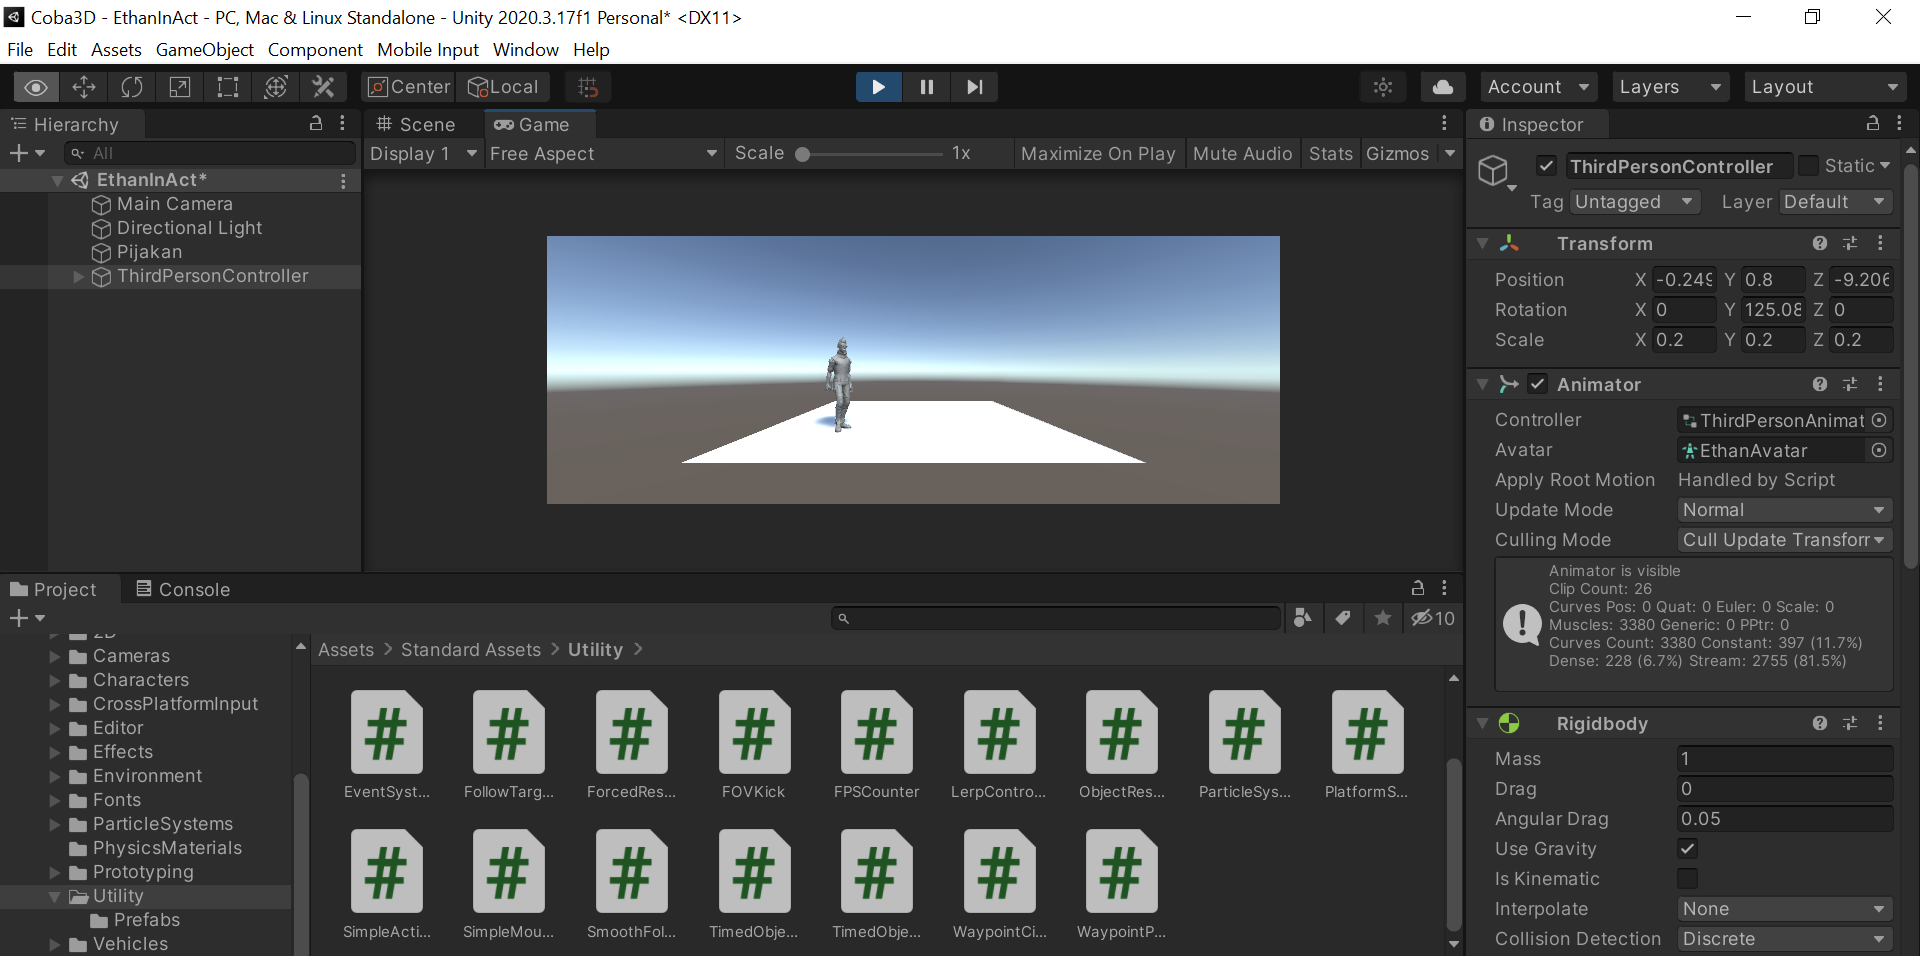 Coba3D - EthanInAct - PC, Mac & Linux Standalone - Unity 2020.3.17f1 Personal* <DX11>
File Edit Assets GameObject Component Mobile Input Window Help
Center Local Account Layers Layout
Hierarchy
All
EthanInAct*
Main Camera
Directional Light
Pijakan
ThirdPersonController
Scene Game
Display 1 Free Aspect Scale 1x Maximize On Play Mute Audio Stats Gizmos
Inspector
ThirdPersonController Static
Tag Untagged Layer Default
Transform
Position X -0.249 Y 0.8 Z -9.206
Rotation X 0 Y 125.08 Z 0
Scale X 0.2 Y 0.2 Z 0.2
Animator
Controller ThirdPersonAnimat
Avatar EthanAvatar
Apply Root Motion Handled by Script
Update Mode Normal
Culling Mode Cull Update Transforr
Animator is visible
Clip Count: 26
Curves Pos: 0 Quat: 0 Euler: 0 Scale: 0
Muscles: 3380 Generic: 0 PPtr: 0
Curves Count: 3380 Constant: 397 (11.7%)
Dense: 228 (6.7%) Stream: 2755 (81.5%)
Rigidbody
Mass 1
Drag 0
Angular Drag 0.05
Use Gravity
Is Kinematic
Interpolate None
Collision Detection Discrete
Project Console
10
2D
Cameras
Characters
CrossPlatformInput
Editor
Effects
Environment
Fonts
ParticleSystems
PhysicsMaterials
Prototyping
Utility
Prefabs
Vehicles
Assets > Standard Assets > Utility >
EventSyst... FollowTarg... ForcedRes... FOVKick FPSCounter LerpContro... ObjectRes... ParticleSys... PlatformS...
SimpleActi... SimpleMou... SmoothFol... TimedObje... TimedObje... WaypointCi... WaypointP...